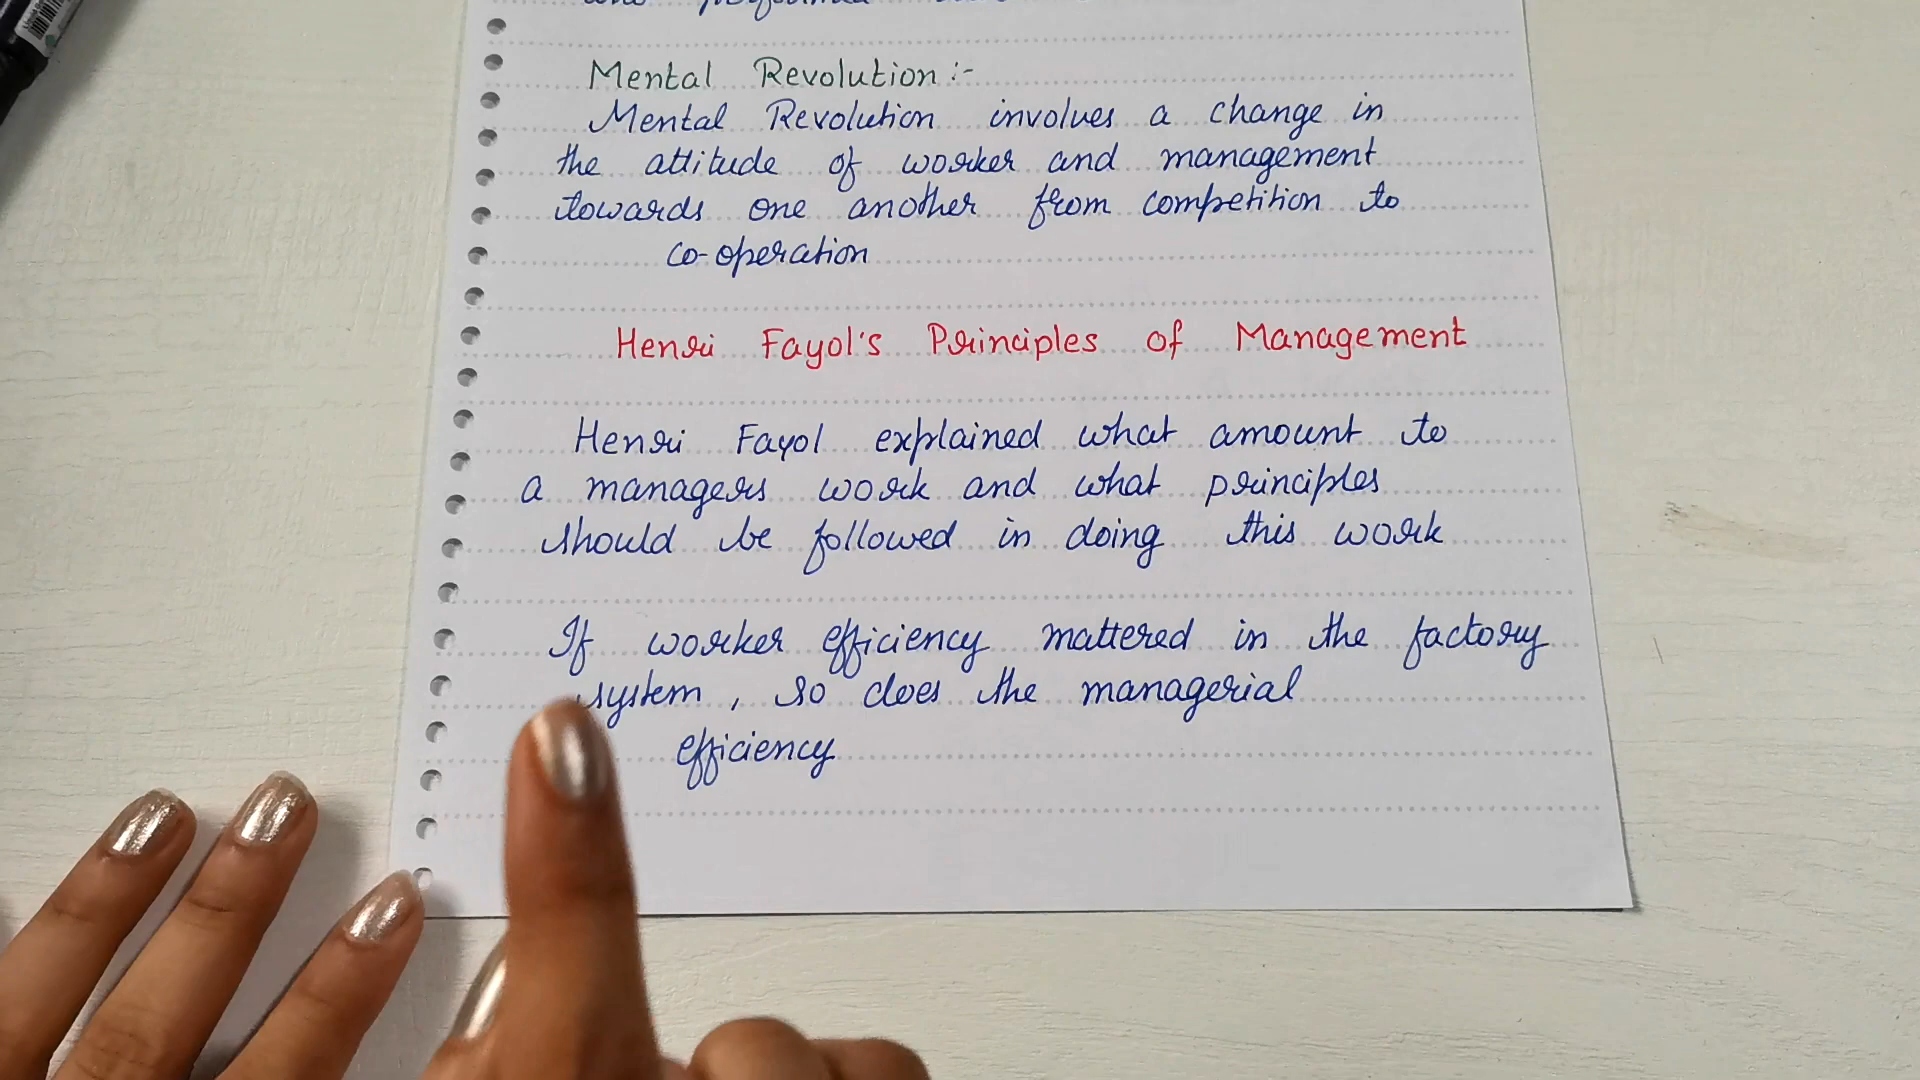 Mental Revolution :-
Mental Revolution involves a change in
the attitude of worker and management
towards one another from competition to
co-operation
Henri Fayol's Principles of Management
Henri Fayol explained what amount to
a managers work and what principles
should be followed in doing this work
If worker efficiency mattered in the factory
system, so does the managerial
efficiency